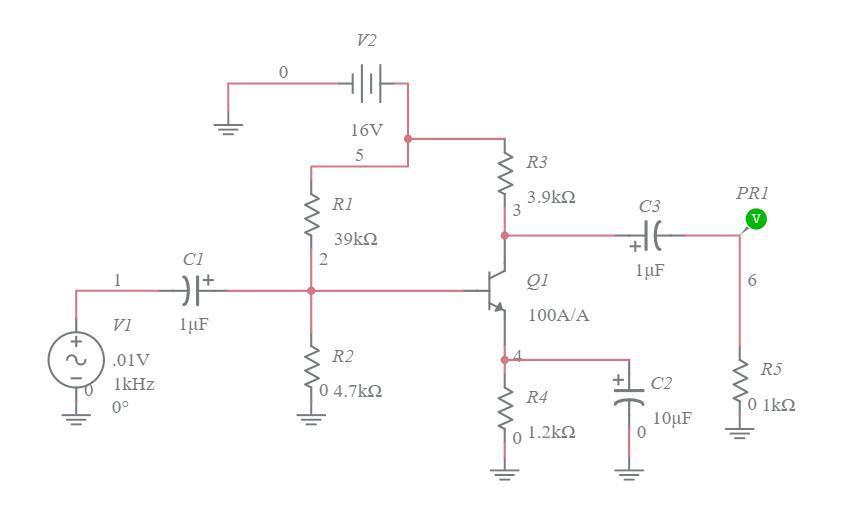 V2
0
16V
5
R3
3.9kΩ
3
R1
39kΩ
2
C3
1µF
PR1
V
6
C1
1µF
1
V1
.01V
1kHz
0°
0
Q1
100A/A
R2
0 4.7kΩ
4
R4
0 1.2kΩ
C2
10µF
0
R5
0 1kΩ